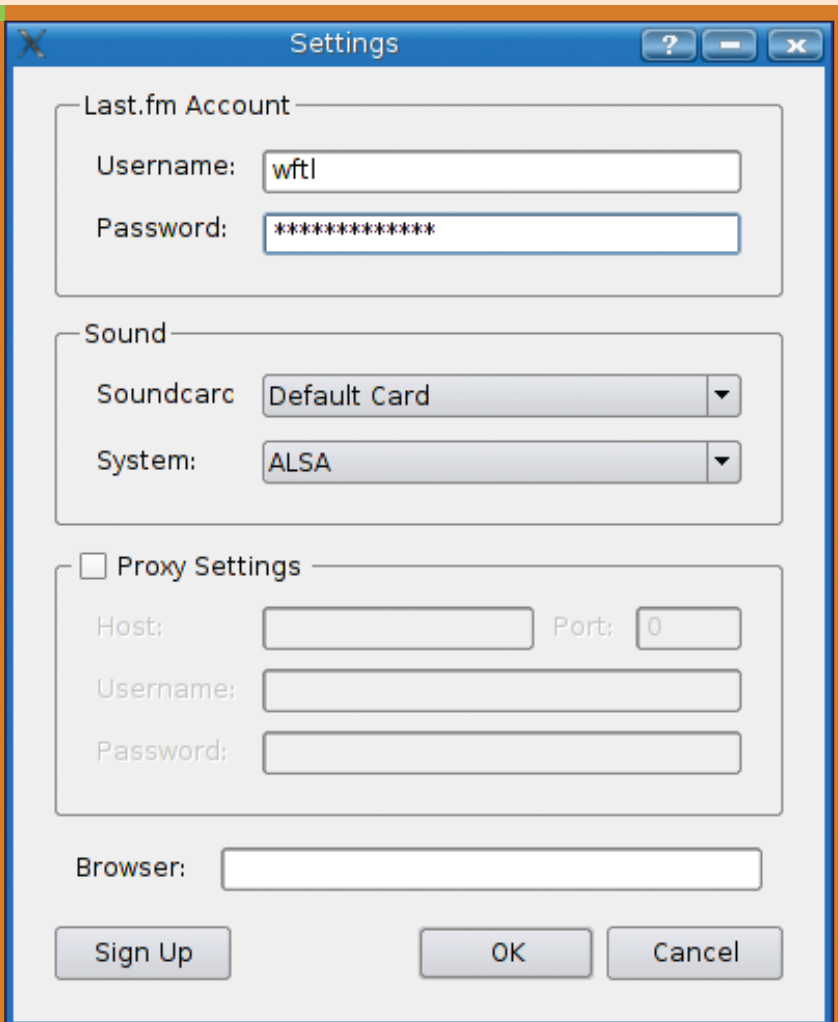 Settings
Last.fm Account
Username: wftl
Password: *************
Sound
Soundcard Default Card
System: ALSA
Proxy Settings
Host: Port: 0
Username:
Password:
Browser:
Sign Up OK Cancel